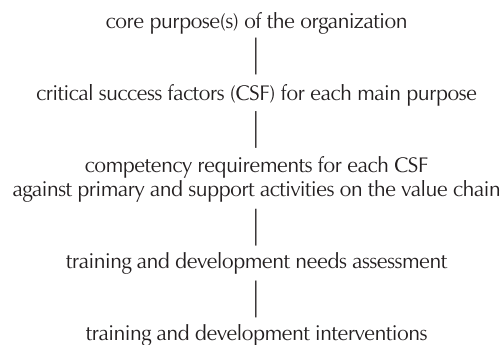 core purpose(s) of the organization
critical success factors (CSF) for each main purpose
competency requirements for each CSF
against primary and support activities on the value chain
training and development needs assessment
training and development interventions